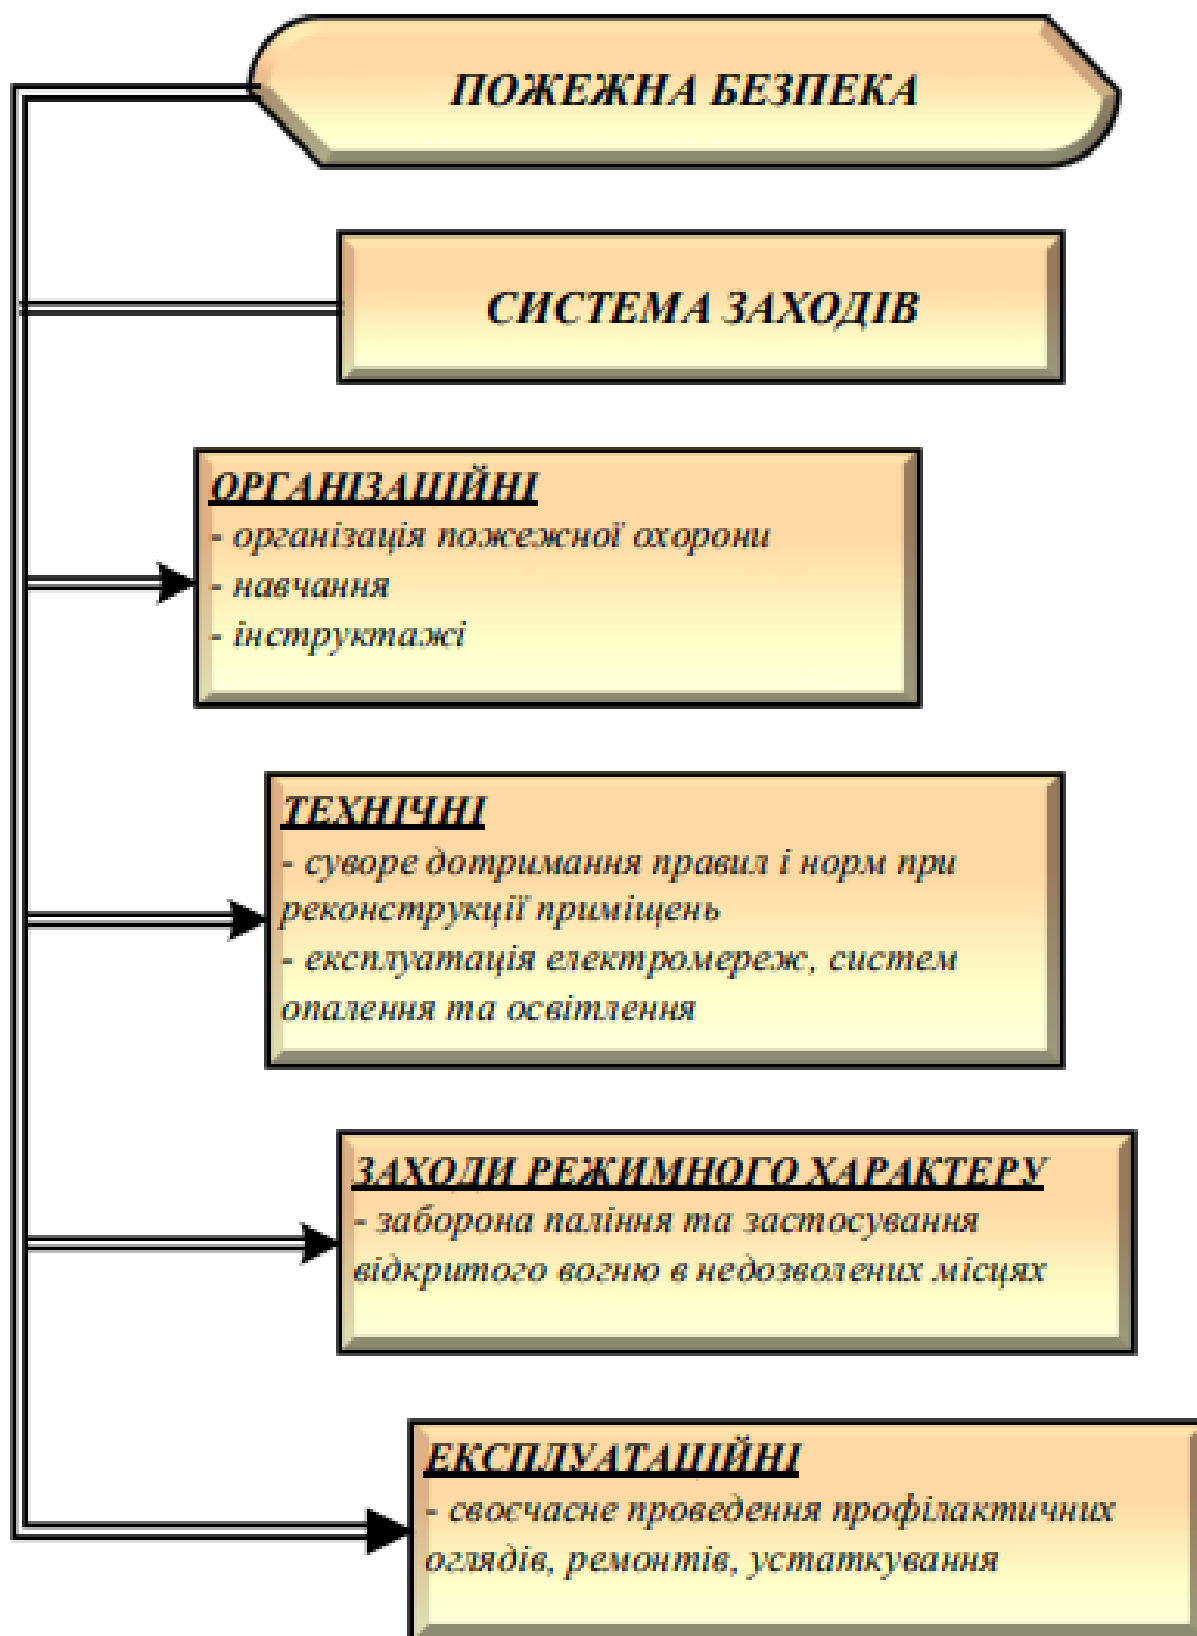 ПОЖЕЖНА БЕЗПЕКА
СИСТЕМА ЗАХОДІВ
ОРГАНІЗАЦІЙНІ
- організація пожежної охорони
- навчання
- інструктажі
ТЕХНІЧНІ
- суворе дотримання правил і норм при
реконструкції приміщень
- експлуатація електромереж, систем
опалення та освітлення
ЗАХОДИ РЕЖИМНОГО ХАРАКТЕРУ
- заборона паління та застосування
відкритого вогню в недозволених місцях
ЕКСПЛУАТАЦІЙНІ
- своєчасне проведення профілактичних
оглядів, ремонтів, устаткування